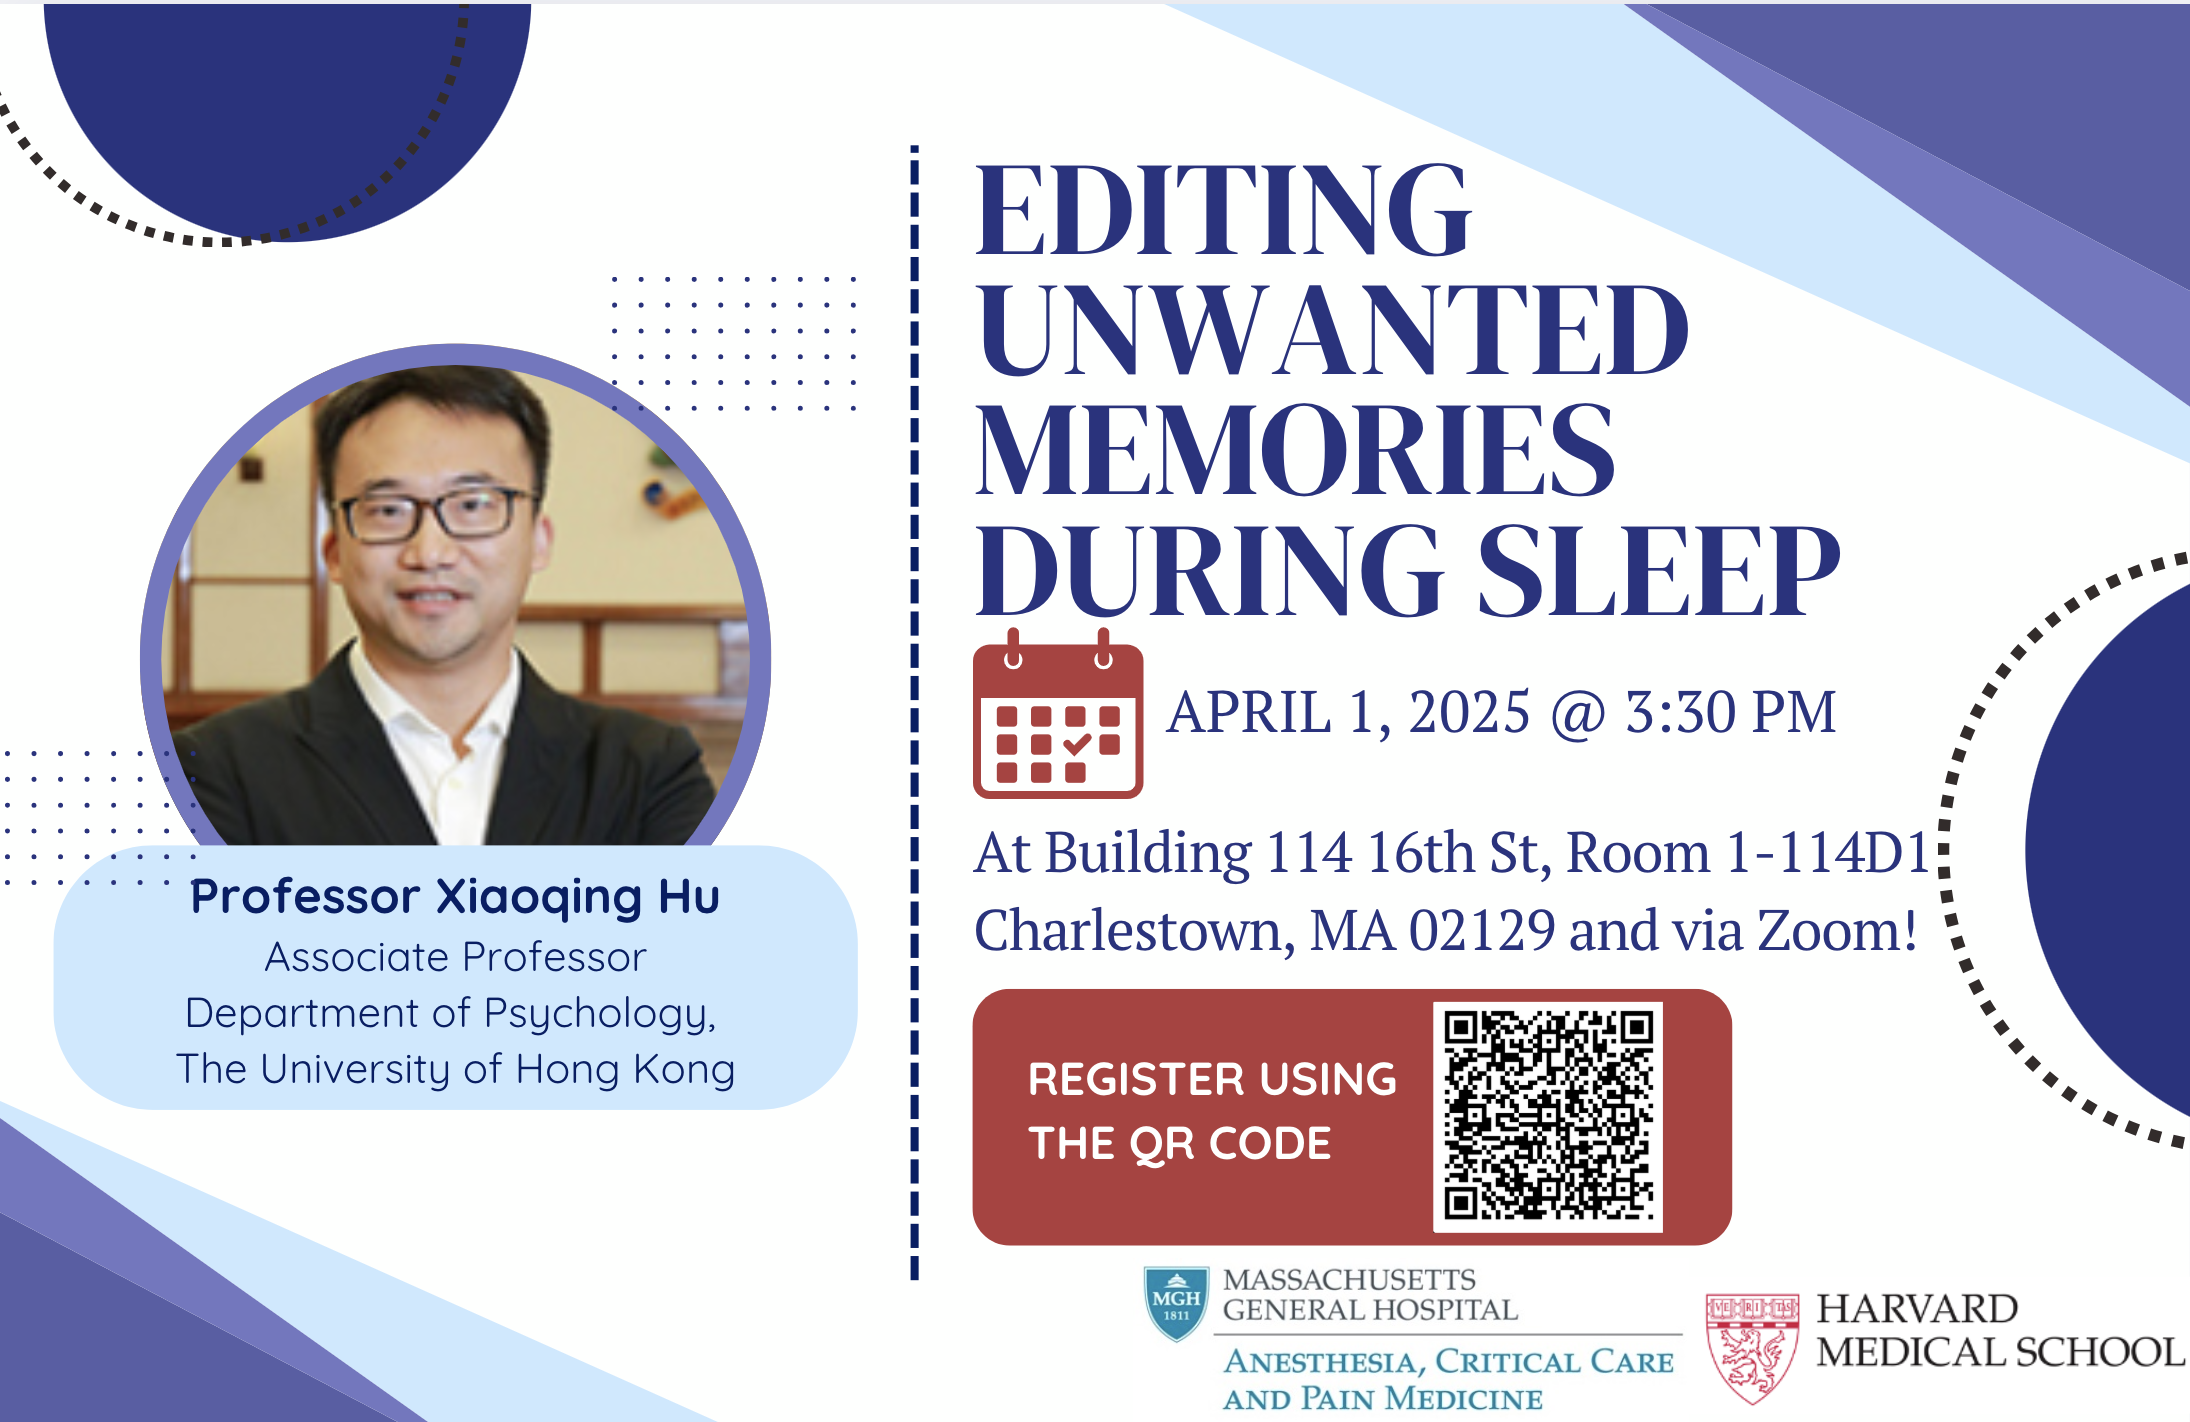 EDITING
UNWANTED
MEMORIES
DURING SLEEP
APRIL 1, 2025 @ 3:30 PM
At Building 114 16th St, Room 1-114D1
Charlestown, MA 02129 and via Zoom!
Professor Xiaoqing Hu
Associate Professor
Department of Psychology,
The University of Hong Kong
REGISTER USING
THE QR CODE
MGH
1811
MASSACHUSETTS
GENERAL HOSPITAL
ANESTHESIA, CRITICAL CARE
AND PAIN MEDICINE
VE RI TAS
HARVARD
MEDICAL SCHOOL